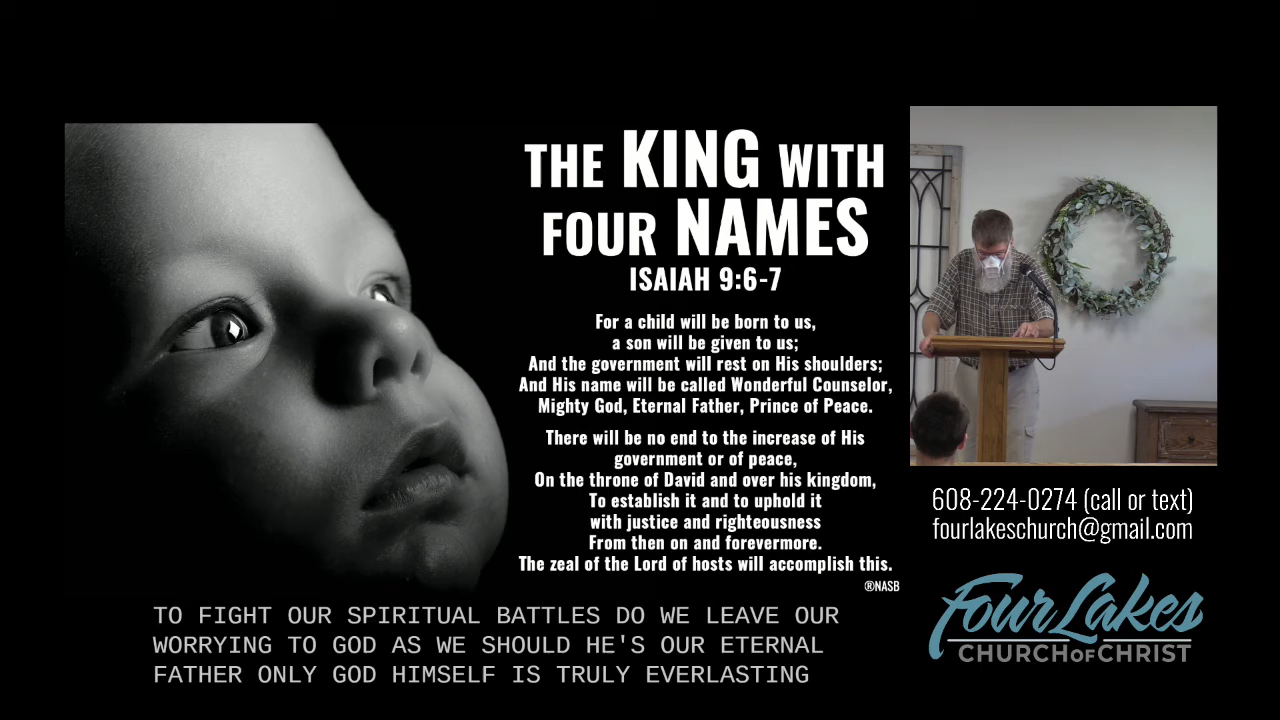 THE KING WITH
FOUR NAMES
ISAIAH 9:6-7
For a child will be born to us,
a son will be given to us;
And the government will rest on His shoulders;
And His name will be called Wonderful Counselor,
Mighty God, Eternal Father, Prince of Peace.
There will be no end to the increase of His
government or of peace,
On the throne of David and over his kingdom,
To establish it and to uphold it
with justice and righteousness
From then on and forevermore.
The zeal of the Lord of hosts will accomplish this.
®NASB
608-224-0274 (call or text)
fourlakeschurch@gmail.com
Four Lakes
CHURCH OF CHRIST
TO FIGHT OUR SPIRITUAL BATTLES DO WE LEAVE OUR
WORRYING TO GOD AS WE SHOULD HE'S OUR ETERNAL
FATHER ONLY GOD HIMSELF IS TRULY EVERLASTING